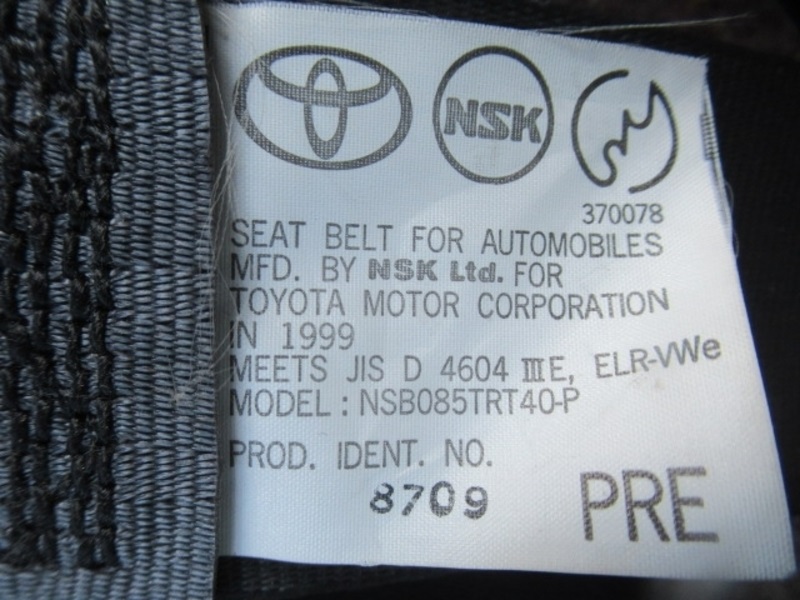 NSK
370078
SEAT BELT FOR AUTOMOBILES
MFD. BY NSK Ltd. FOR
TOYOTA MOTOR CORPORATION
IN 1999
MEETS JIS D 4604 ⅢE, ELR-VWe
MODEL : NSB085TRT40-P
PROD. IDENT. NO.
8709
PRE